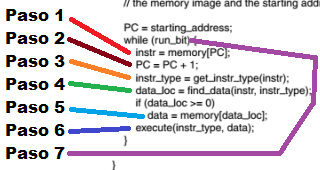 // the memory image and the starting addr
Paso 1
PC = starting_address;
Paso 2
while (run_bit)
instr = memory[PC];
Paso 3
PC = PC + 1;
instr_type = get_instr_type(instr);
Paso 4
data_loc = find_data(instr, instr_type);
if (data_loc >= 0)
Paso 5
data = memory[data_loc];
Paso 6
execute(instr_type, data);
}
Paso 7
}